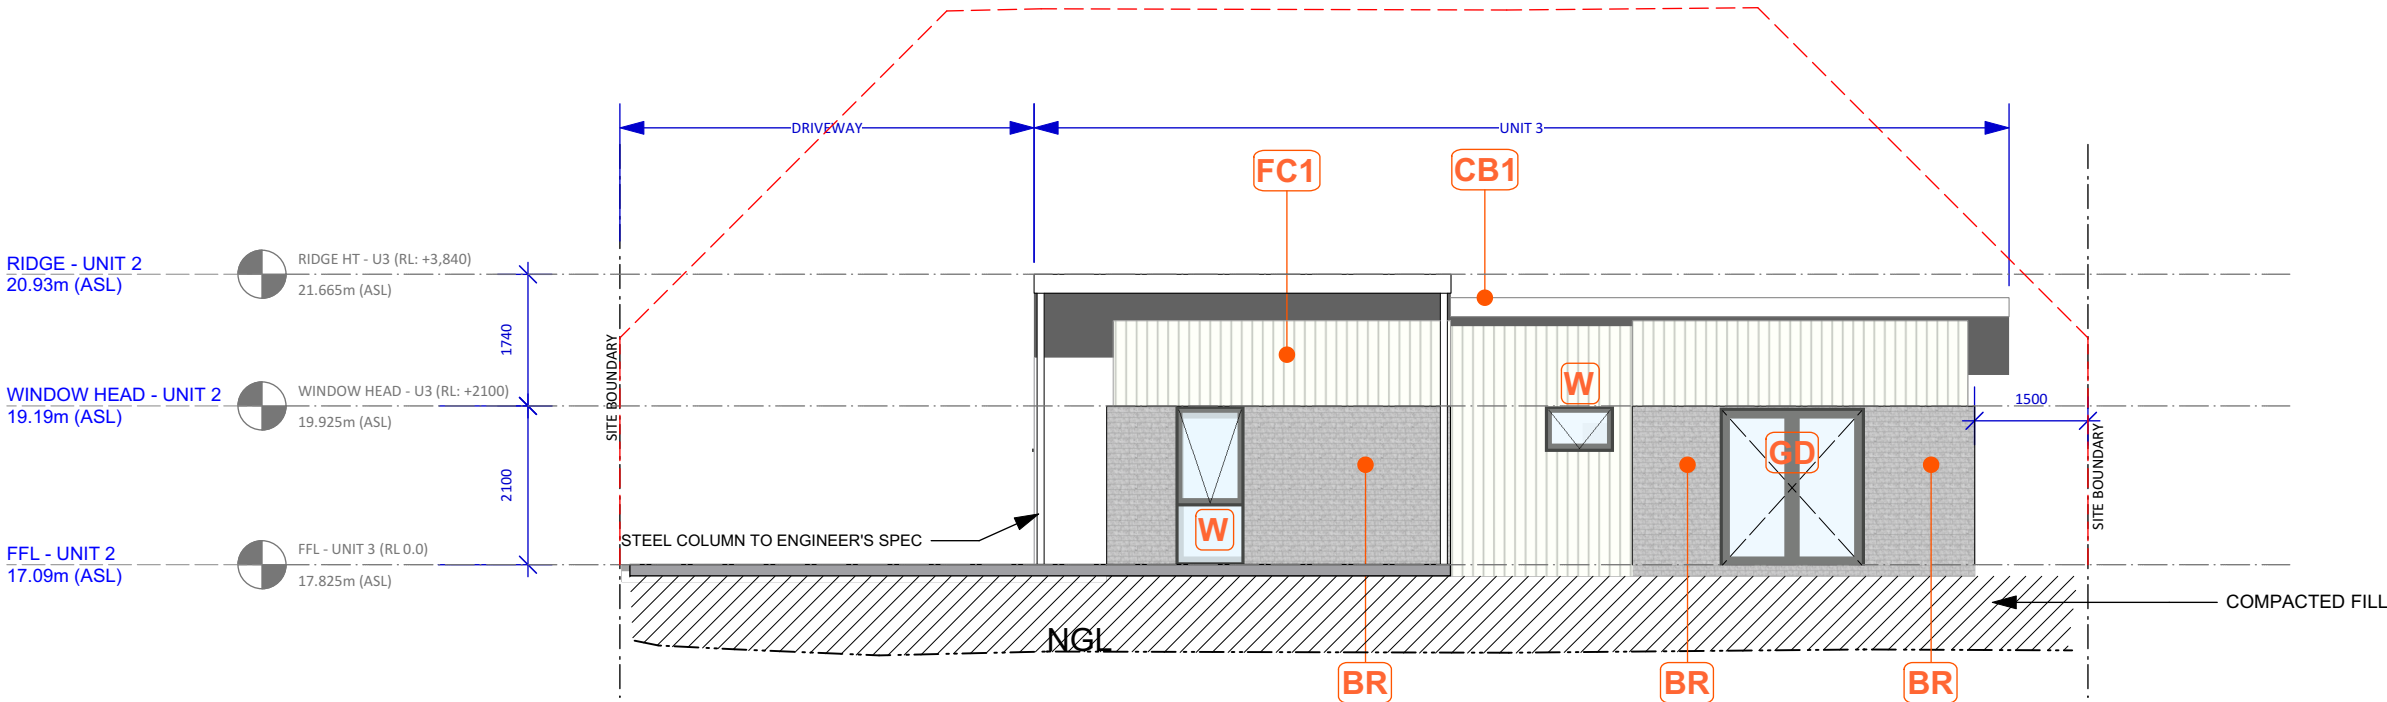 DRIVEWAY
UNIT 3
FC1
CB1
RIDGE - UNIT 2
20.93m (ASL)
RIDGE HT - U3 (RL: +3,840)
21.665m (ASL)
1740
SITE BOUNDARY
W
WINDOW HEAD - UNIT 2
19.19m (ASL)
WINDOW HEAD - U3 (RL: +2100)
19.925m (ASL)
1500
GD
2100
SITE BOUNDARY
W
STEEL COLUMN TO ENGINEER'S SPEC
FFL - UNIT 2
17.09m (ASL)
FFL - UNIT 3 (RL 0.0)
17.825m (ASL)
COMPACTED FILL
NGL
BR
BR
BR